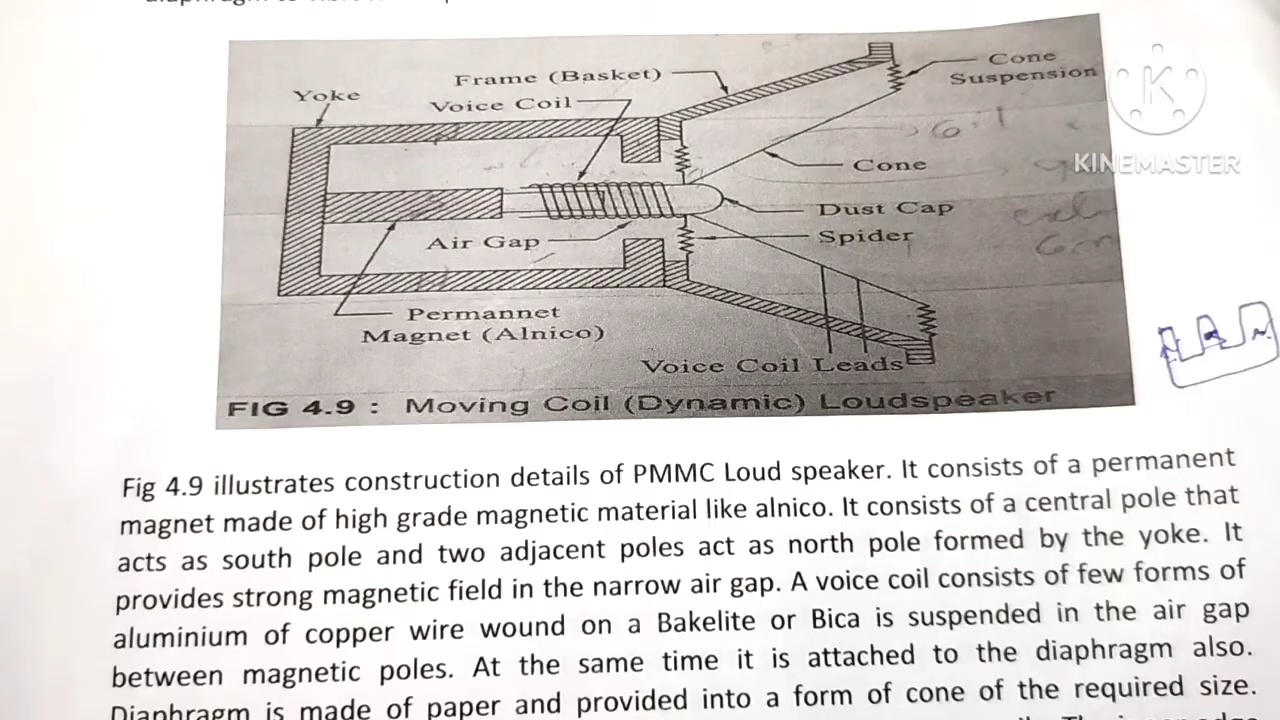 Frame (Basket)
Cone
Suspension
Yoke
Voice Coil
K
KINEMASTER
Cone
Dust Cap
Air Gap
Spider
Permannet
Magnet (Alnico)
Voice Coil Leads
FIG 4.9 : Moving Coil (Dynamic) Loudspeaker
Fig 4.9 illustrates construction details of PMMC Loud speaker. It consists of a permanent
magnet made of high grade magnetic material like alnico. It consists of a central pole that
acts as south pole and two adjacent poles act as north pole formed by the yoke. It
provides strong magnetic field in the narrow air gap. A voice coil consists of few forms of
aluminium of copper wire wound on a Bakelite or Bica is suspended in the air gap
between magnetic poles. At the same time it is attached to the diaphragm also.
Diaphragm is made of paper and provided into a form of cone of the required size.